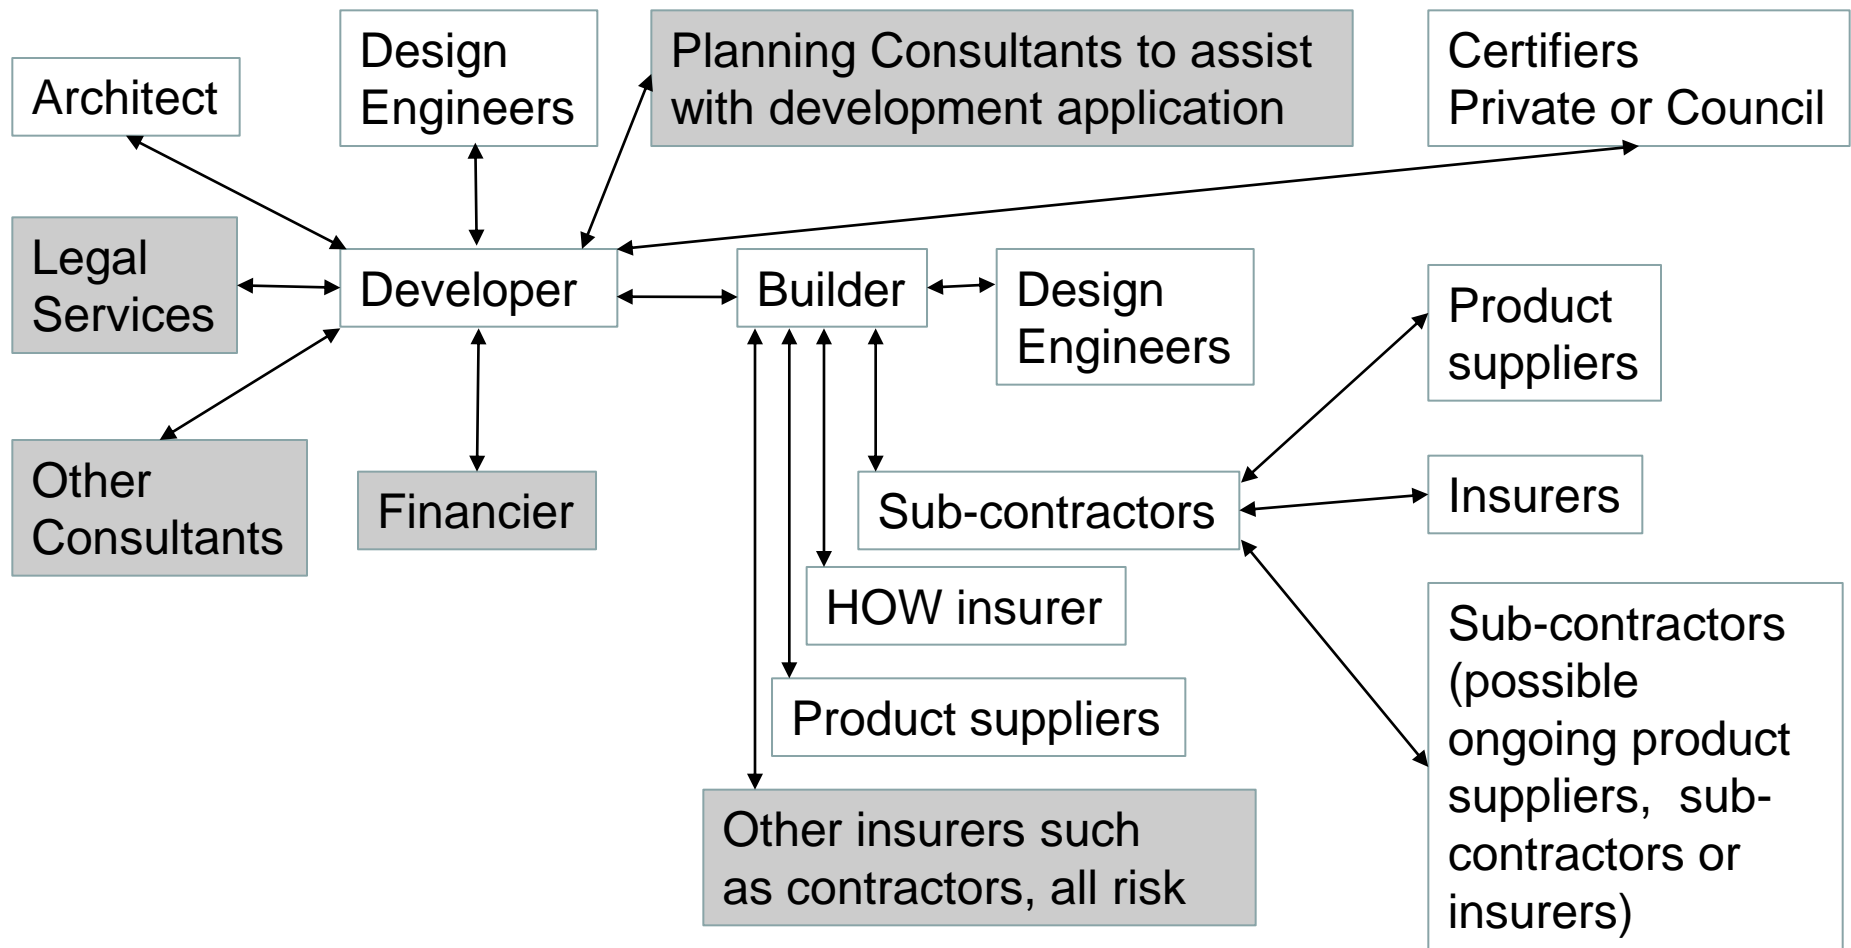 Architect
Design
Engineers
Planning Consultants to assist
with development application
Certifiers
Private or Council
Legal
Services
Developer
Builder
Design
Engineers
Product
suppliers
Other
Consultants
Financier
Sub-contractors
Insurers
HOW insurer
Product suppliers
Other insurers such
as contractors, all risk
Sub-contractors
(possible
ongoing product
suppliers, sub-
contractors or
insurers)